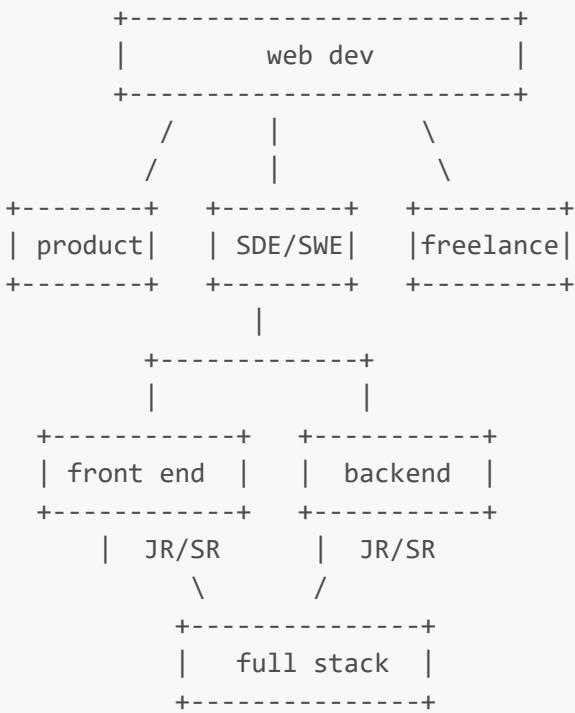 web dev
product SDE/SWE freelance
front end backend
JR/SR JR/SR
full stack